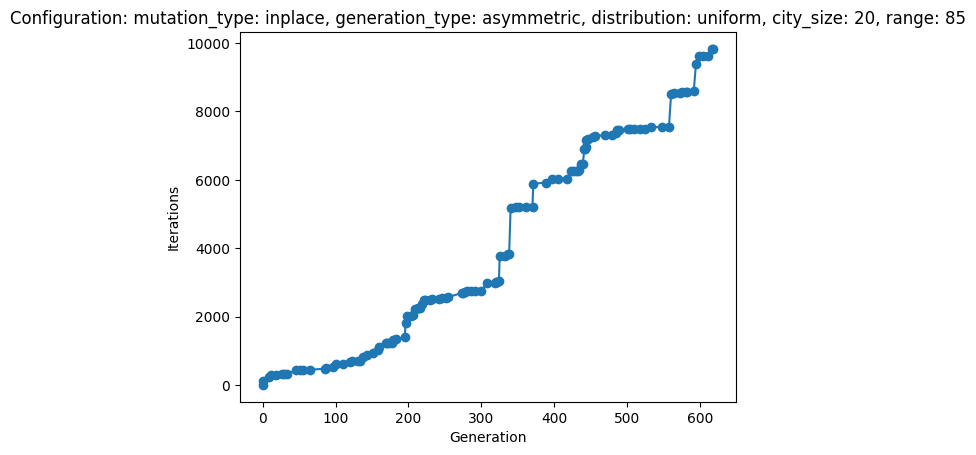 Configuration: mutation_type: inplace, generation_type: asymmetric, distribution: uniform, city_size: 20, range: 85
10000
8000
6000
4000
2000
0
Iterations
0 100 200 300 400 500 600
Generation